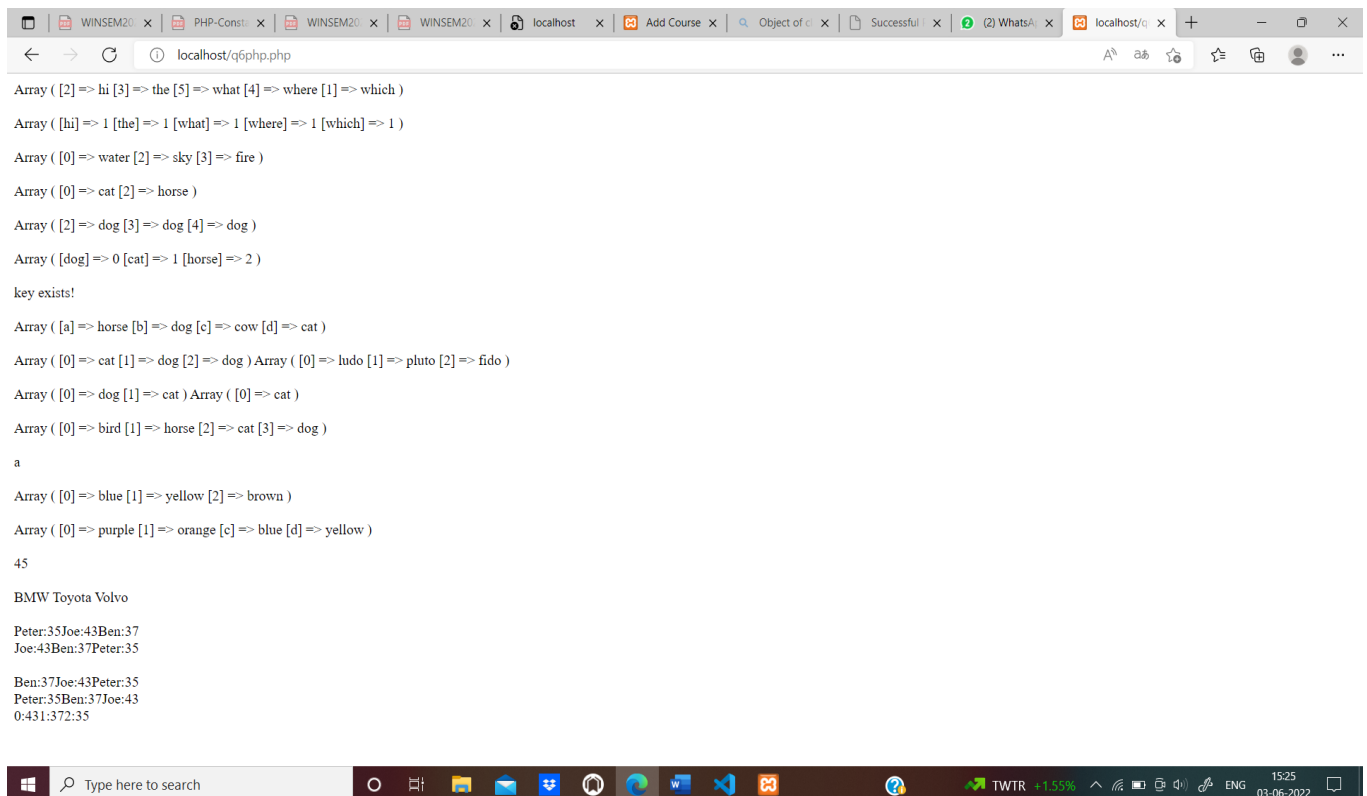 WINSEM20
PHP-Consta
WINSEM20
WINSEM20
localhost
Add Course
Object of cl
Successful
(2) WhatsA
localhost/q
localhost/q6php.php
Array ( [2] => hi [3] => the [5] => what [4] => where [1] => which )
Array ( [hi] => 1 [the] => 1 [what] => 1 [where] => 1 [which] => 1 )
Array ( [0] => water [2] => sky [3] => fire )
Array ( [0] => cat [2] => horse )
Array ( [2] => dog [3] => dog [4] => dog )
Array ( [dog] => 0 [cat] => 1 [horse] => 2 )
key exists!
Array ( [a] => horse [b] => dog [c] => cow [d] => cat )
Array ( [0] => cat [1] => dog [2] => dog ) Array ( [0] => ludo [1] => pluto [2] => fido )
Array ( [0] => dog [1] => cat ) Array ( [0] => cat )
Array ( [0] => bird [1] => horse [2] => cat [3] => dog )
a
Array ( [0] => blue [1] => yellow [2] => brown )
Array ( [0] => purple [1] => orange [c] => blue [d] => yellow )
45
BMW Toyota Volvo
Peter:35Joe:43Ben:37
Joe:43Ben:37Peter:35
Ben:37Joe:43Peter:35
Peter:35Ben:37Joe:43
0:431:372:35
Type here to search
TWTR +1.55%
ENG
15:25
03-06-2022